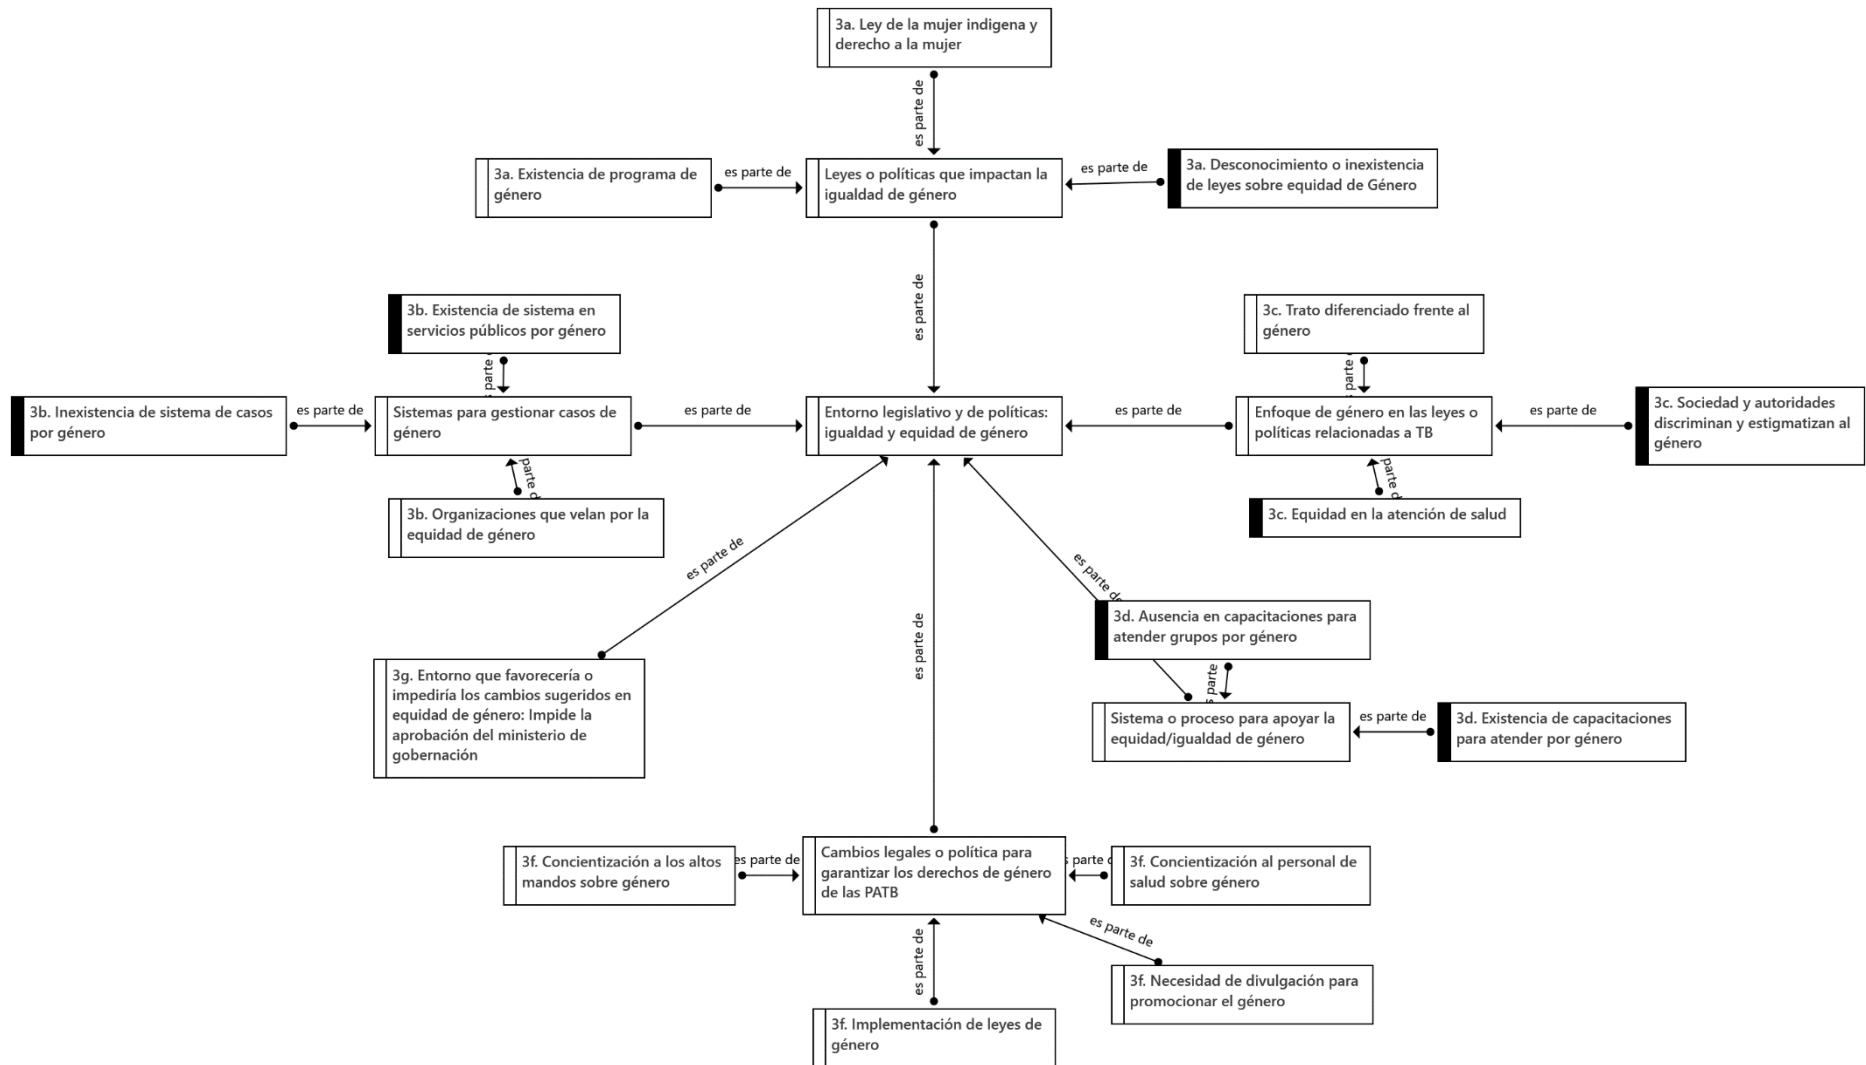 3a. Ley de la mujer indigena y
derecho a la mujer
es parte de
3a. Existencia de programa de
género
es parte de
Leyes o políticas que impactan la
igualdad de género
es parte de
3a. Desconocimiento o inexistencia
de leyes sobre equidad de Género
es parte de
3b. Existencia de sistema en
servicios públicos por género
parte
3c. Trato diferenciado frente al
género
parte
3b. Inexistencia de sistema de casos
por género
es parte de
Sistemas para gestionar casos de
género
es parte de
Entorno legislativo y de políticas:
igualdad y equidad de género
es parte de
Enfoque de género en las leyes o
políticas relacionadas a TB
es parte de
3c. Sociedad y autoridades
discriminan y estigmatizan al
género
parte de
3b. Organizaciones que velan por la
equidad de género
parte de
3c. Equidad en la atención de salud
es parte de
es parte de
es parte de
3d. Ausencia en capacitaciones para
atender grupos por género
3g. Entorno que favorecería o
impediría los cambios sugeridos en
equidad de género: Impide la
aprobación del ministerio de
gobernación
parte
Sistema o proceso para apoyar la
equidad/igualdad de género
es parte de
3d. Existencia de capacitaciones
para atender por género
3f. Concientización a los altos
mandos sobre género
es parte de
Cambios legales o política para
garantizar los derechos de género
de las PATB
parte
3f. Concientización al personal de
salud sobre género
es parte de
es parte de
3f. Necesidad de divulgación para
promocionar el género
3f. Implementación de leyes de
género